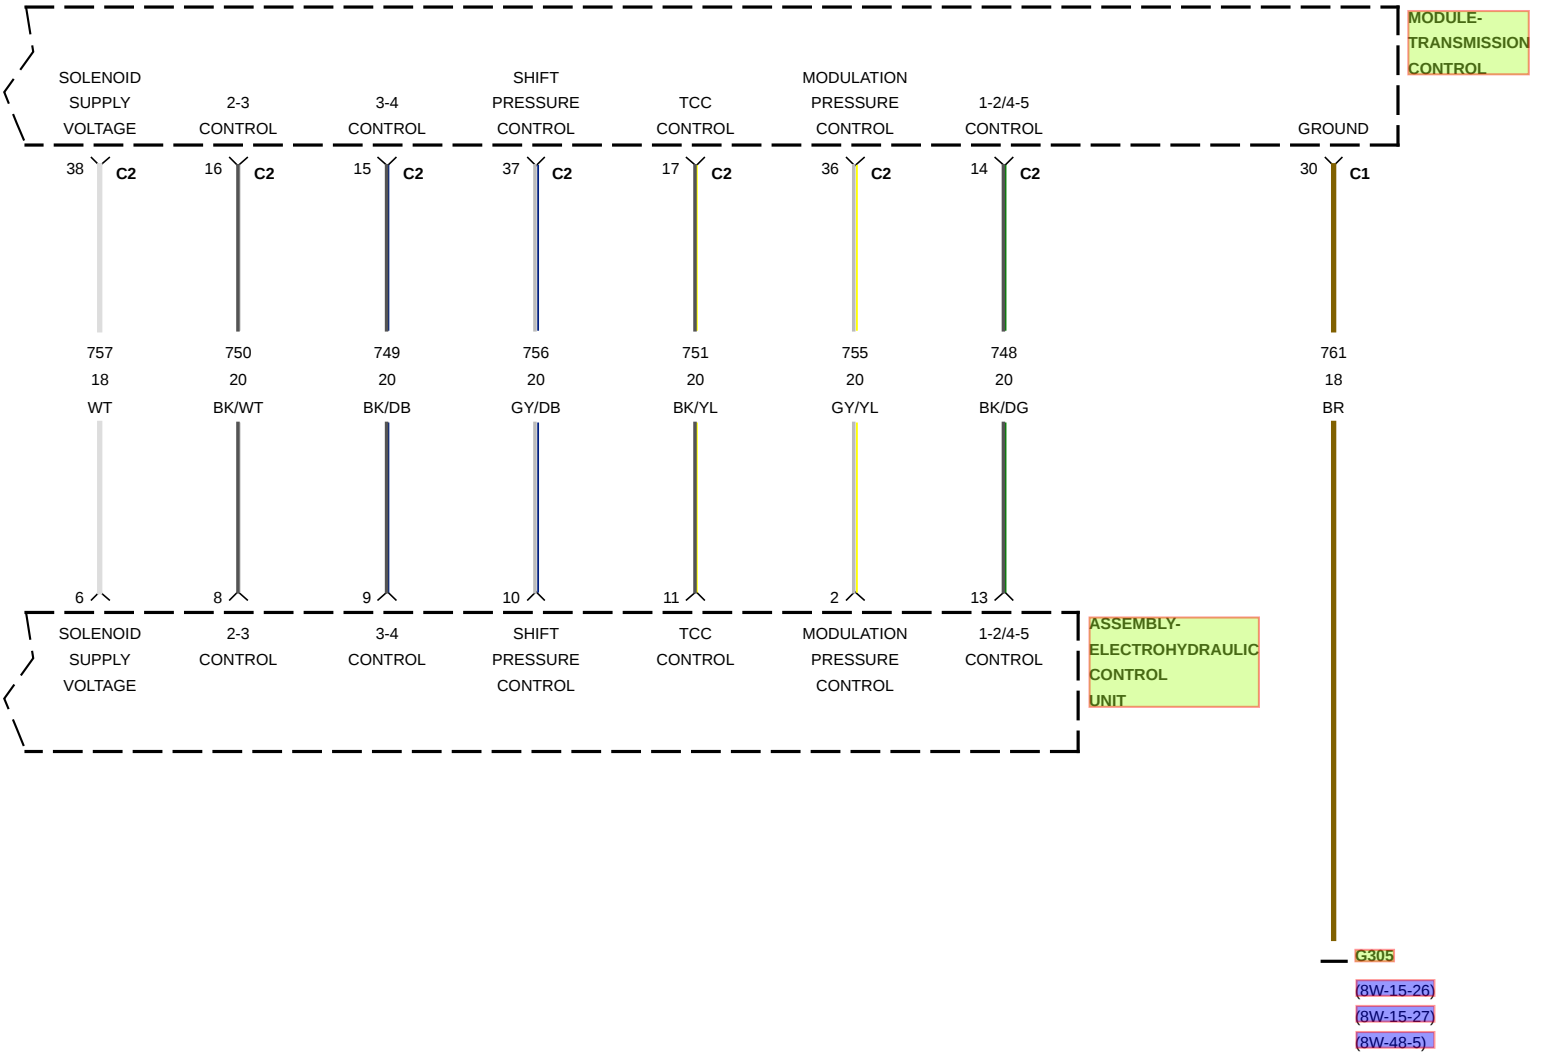 MODULE-
TRANSMISSION
CONTROL
SOLENOID
SUPPLY
VOLTAGE
2-3
CONTROL
3-4
CONTROL
SHIFT
PRESSURE
CONTROL
TCC
CONTROL
MODULATION
PRESSURE
CONTROL
1-2/4-5
CONTROL
GROUND
38 C2
16 C2
15 C2
37 C2
17 C2
36 C2
14 C2
30 C1
757
18
WT
750
20
BK/WT
749
20
BK/DB
756
20
GY/DB
751
20
BK/YL
755
20
GY/YL
748
20
BK/DG
761
18
BR
6
8
9
10
11
2
13
SOLENOID
SUPPLY
VOLTAGE
2-3
CONTROL
3-4
CONTROL
SHIFT
PRESSURE
CONTROL
TCC
CONTROL
MODULATION
PRESSURE
CONTROL
1-2/4-5
CONTROL
ASSEMBLY-
ELECTROHYDRAULIC
CONTROL
UNIT
G305
(8W-15-26)
(8W-15-27)
(8W-48-5)